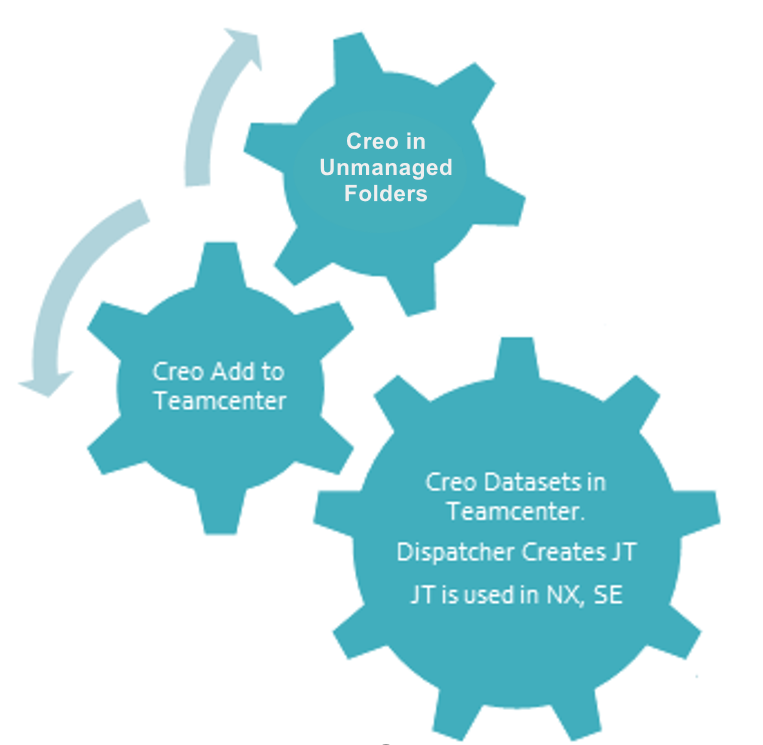 Creo in
Unmanaged
Folders
Creo Add to
Teamcenter
Creo Datasets in
Teamcenter.
Dispatcher Creates JT
JT is used in NX, SE